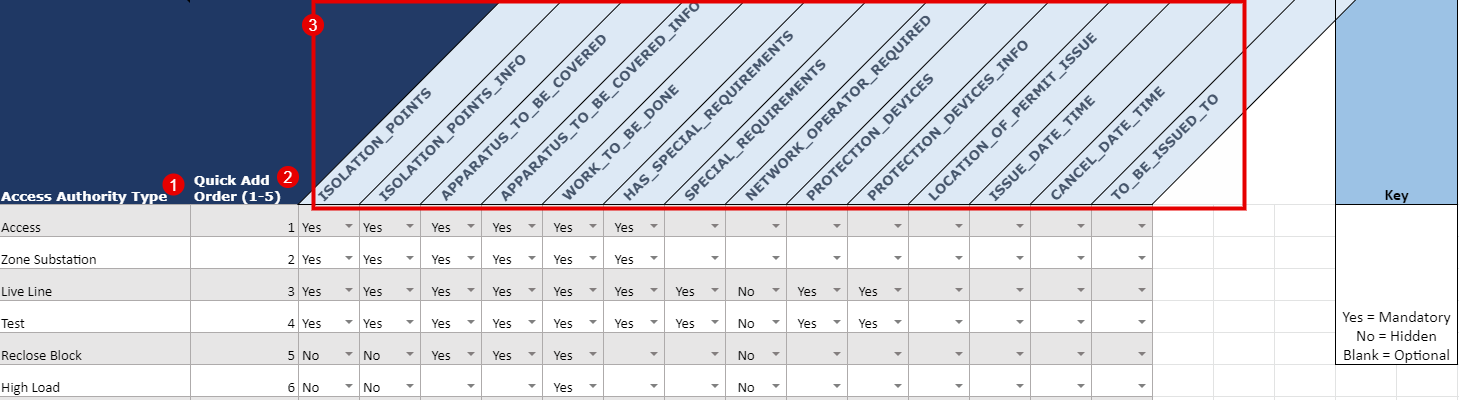 3
ISOLATION_POINTS
ISOLATION_POINTS_INFO
APPARATUS_TO_BE_COVERED
APPARATUS_TO_BE_COVERED_INFO
WORK_TO_BE_DONE
HAS_SPECIAL_REQUIREMENTS
SPECIAL_REQUIREMENTS
NETWORK_OPERATOR_REQUIRED
PROTECTION_DEVICES
PROTECTION_DEVICES_INFO
LOCATION_OF_PERMIT_ISSUE
ISSUE_DATE_TIME
CANCEL_DATE_TIME
TO_BE_ISSUED_TO
Access Authority Type 1
Quick Add 2
Order (1-5)
Key
Access 1 Yes Yes Yes Yes Yes Yes
Zone Substation 2 Yes Yes Yes Yes Yes Yes
Live Line 3 Yes Yes Yes Yes Yes Yes Yes No Yes Yes
Test 4 Yes Yes Yes Yes Yes Yes Yes No Yes Yes
Reclose Block 5 No No Yes Yes Yes No
High Load 6 No No Yes No
Yes = Mandatory
No = Hidden
Blank = Optional